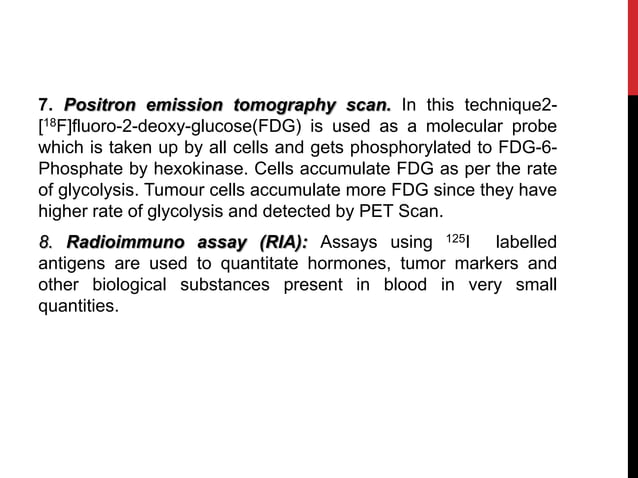 7. Positron emission tomography scan. In this technique2-
[18F]fluoro-2-deoxy-glucose(FDG) is used as a molecular probe
which is taken up by all cells and gets phosphorylated to FDG-6-
Phosphate by hexokinase. Cells accumulate FDG as per the rate
of glycolysis. Tumour cells accumulate more FDG since they have
higher rate of glycolysis and detected by PET Scan.
8. Radioimmuno assay (RIA): Assays using 125I labelled
antigens are used to quantitate hormones, tumor markers and
other biological substances present in blood in very small
quantities.